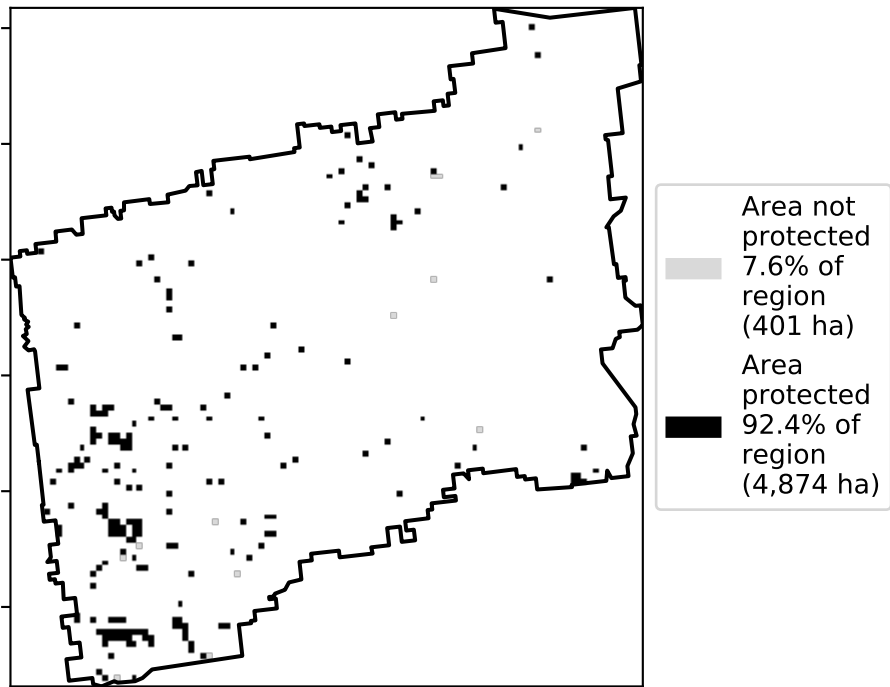 Area not
protected
7.6% of
region
(401 ha)
Area
protected
92.4% of
region
(4,874 ha)